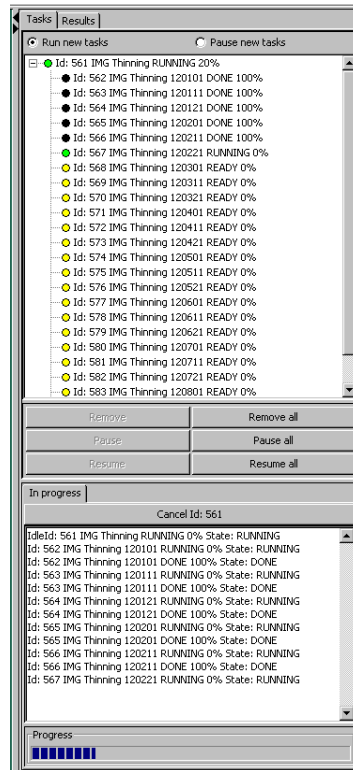 Tasks Results
Run new tasks Pause new tasks
Id: 561 IMG Thinning RUNNING 20%
Id: 562 IMG Thinning 120101 DONE 100%
Id: 563 IMG Thinning 120111 DONE 100%
Id: 564 IMG Thinning 120121 DONE 100%
Id: 565 IMG Thinning 120201 DONE 100%
Id: 566 IMG Thinning 120211 DONE 100%
Id: 567 IMG Thinning 120221 RUNNING 0%
Id: 568 IMG Thinning 120301 READY 0%
Id: 569 IMG Thinning 120311 READY 0%
Id: 570 IMG Thinning 120321 READY 0%
Id: 571 IMG Thinning 120401 READY 0%
Id: 572 IMG Thinning 120411 READY 0%
Id: 573 IMG Thinning 120421 READY 0%
Id: 574 IMG Thinning 120501 READY 0%
Id: 575 IMG Thinning 120511 READY 0%
Id: 576 IMG Thinning 120521 READY 0%
Id: 577 IMG Thinning 120601 READY 0%
Id: 578 IMG Thinning 120611 READY 0%
Id: 579 IMG Thinning 120621 READY 0%
Id: 580 IMG Thinning 120701 READY 0%
Id: 581 IMG Thinning 120711 READY 0%
Id: 582 IMG Thinning 120721 READY 0%
Id: 583 IMG Thinning 120801 READY 0%
Remove Remove all
Pause Pause all
Resume Resume all
In progress
Cancel Id: 561
IdleId: 561 IMG Thinning RUNNING 0% State: RUNNING
Id: 562 IMG Thinning 120101 RUNNING 0% State: RUNNING
Id: 562 IMG Thinning 120101 DONE 100% State: DONE
Id: 563 IMG Thinning 120111 RUNNING 0% State: RUNNING
Id: 563 IMG Thinning 120111 DONE 100% State: DONE
Id: 564 IMG Thinning 120121 RUNNING 0% State: RUNNING
Id: 564 IMG Thinning 120121 DONE 100% State: DONE
Id: 565 IMG Thinning 120201 RUNNING 0% State: RUNNING
Id: 565 IMG Thinning 120201 DONE 100% State: DONE
Id: 566 IMG Thinning 120211 RUNNING 0% State: RUNNING
Id: 566 IMG Thinning 120211 DONE 100% State: DONE
Id: 567 IMG Thinning 120221 RUNNING 0% State: RUNNING
Progress